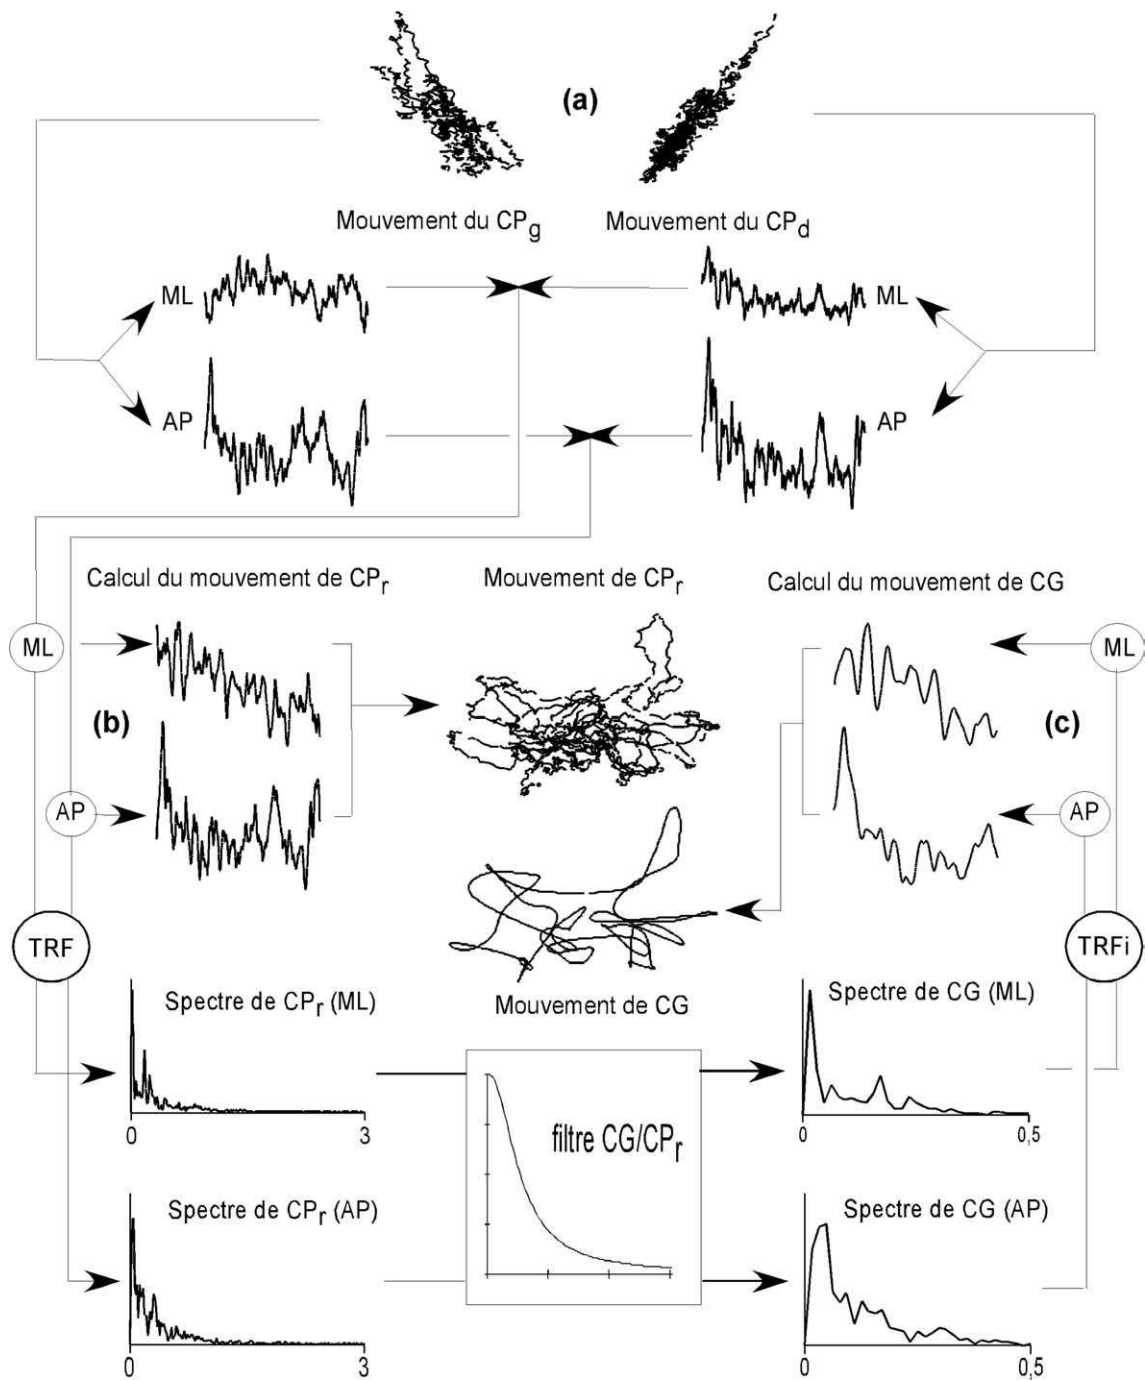 (a)
Mouvement du CPg
Mouvement du CPd
ML
ML
AP
AP
Calcul du mouvement de CPr
Mouvement de CPr
Calcul du mouvement de CG
ML
ML
(b)
(c)
AP
AP
TRF
TRFi
Mouvement de CG
Spectre de CPr (ML)
Spectre de CG (ML)
0
3
0
0,5
filtre CG/CPr
Spectre de CPr (AP)
Spectre de CG (AP)
0
3
0
0,5